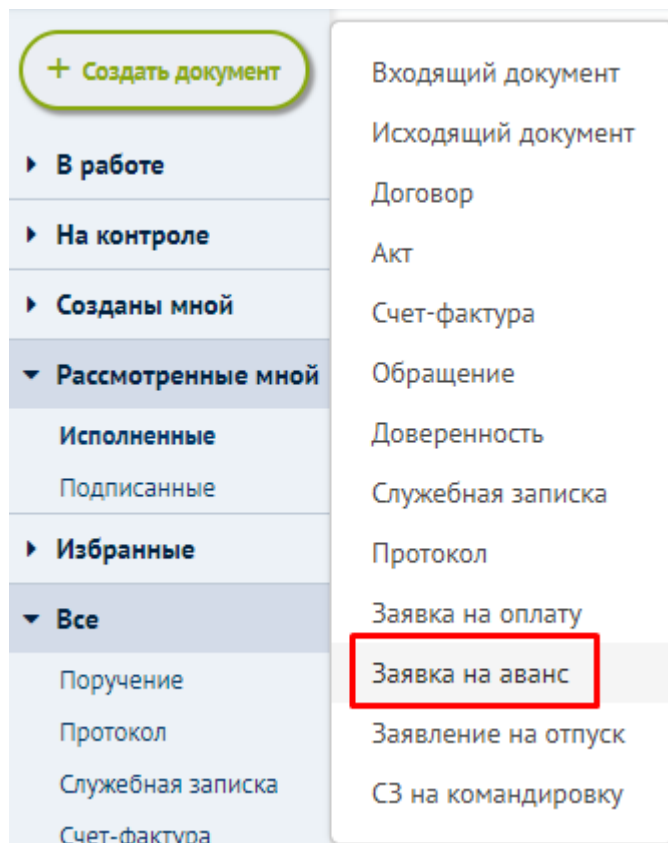 + Создать документ
В работе
На контроле
Созданы мной
Рассмотренные мной
Исполненные
Подписанные
Избранные
Все
Поручение
Протокол
Служебная записка
Счет-фактура
Входящий документ
Исходящий документ
Договор
Акт
Счет-фактура
Обращение
Доверенность
Служебная записка
Протокол
Заявка на оплату
Заявка на аванс
Заявление на отпуск
СЗ на командировку